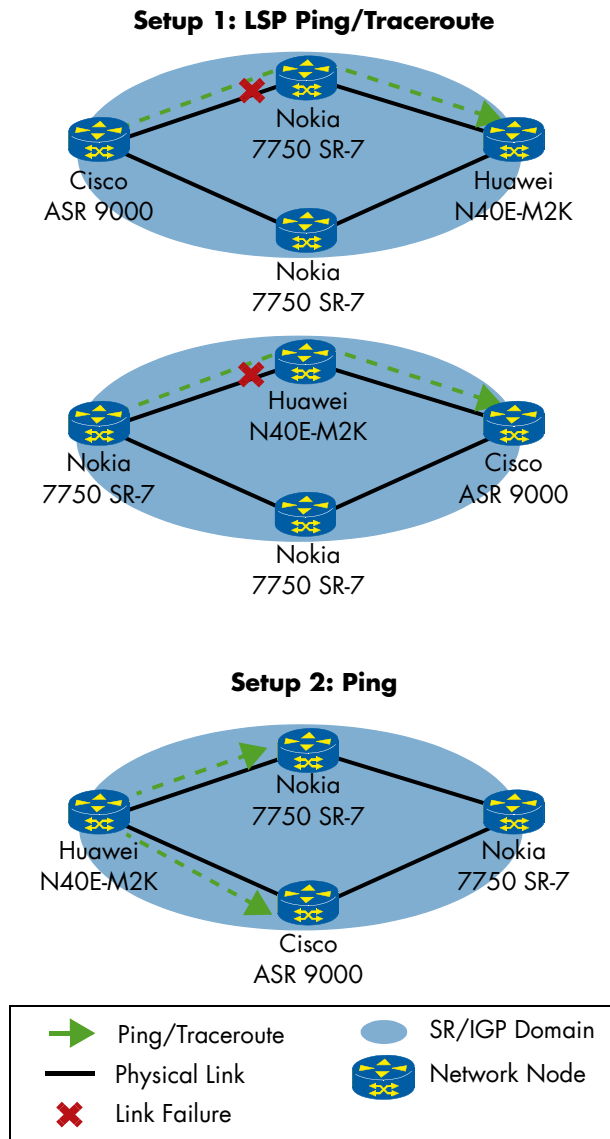 Setup 1: LSP Ping/Traceroute
Nokia
7750 SR-7
Cisco
ASR 9000
Huawei
N40E-M2K
Nokia
7750 SR-7
Huawei
N40E-M2K
Nokia
7750 SR-7
Cisco
ASR 9000
Nokia
7750 SR-7
Setup 2: Ping
Nokia
7750 SR-7
Huawei
N40E-M2K
Nokia
7750 SR-7
Cisco
ASR 9000
Ping/Traceroute
SR/IGP Domain
Physical Link
Network Node
Link Failure